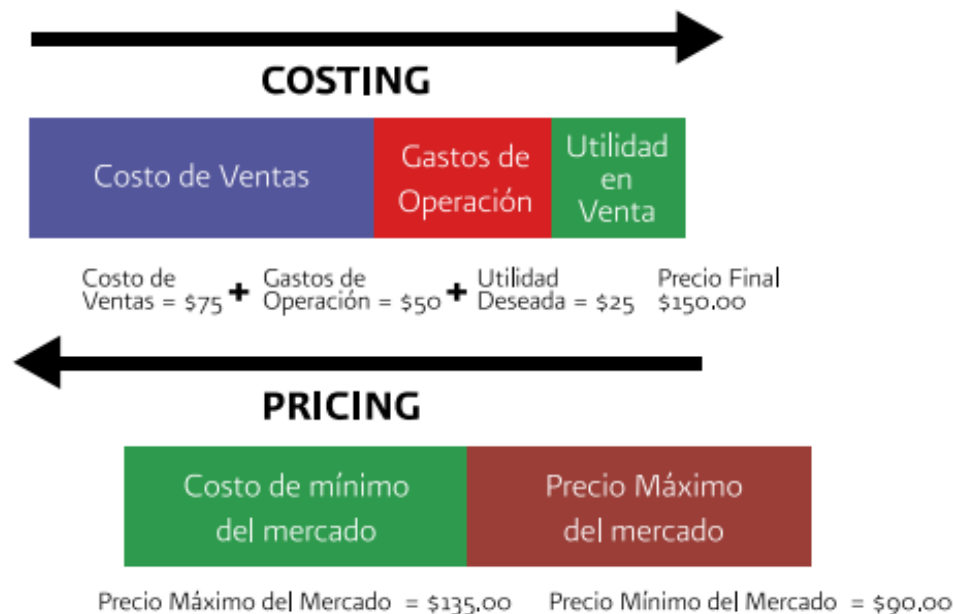 COSTING
Costo de Ventas
Gastos de
Operación
Utilidad
en
Venta
Costo de
Ventas = $75 + Gastos de
Operación = $50 + Utilidad
Deseada = $25 Precio Final
$150.00
PRICING
Costo de mínimo
del mercado
Precio Máximo
del mercado
Precio Máximo del Mercado = $135.00 Precio Mínimo del Mercado = $90.00